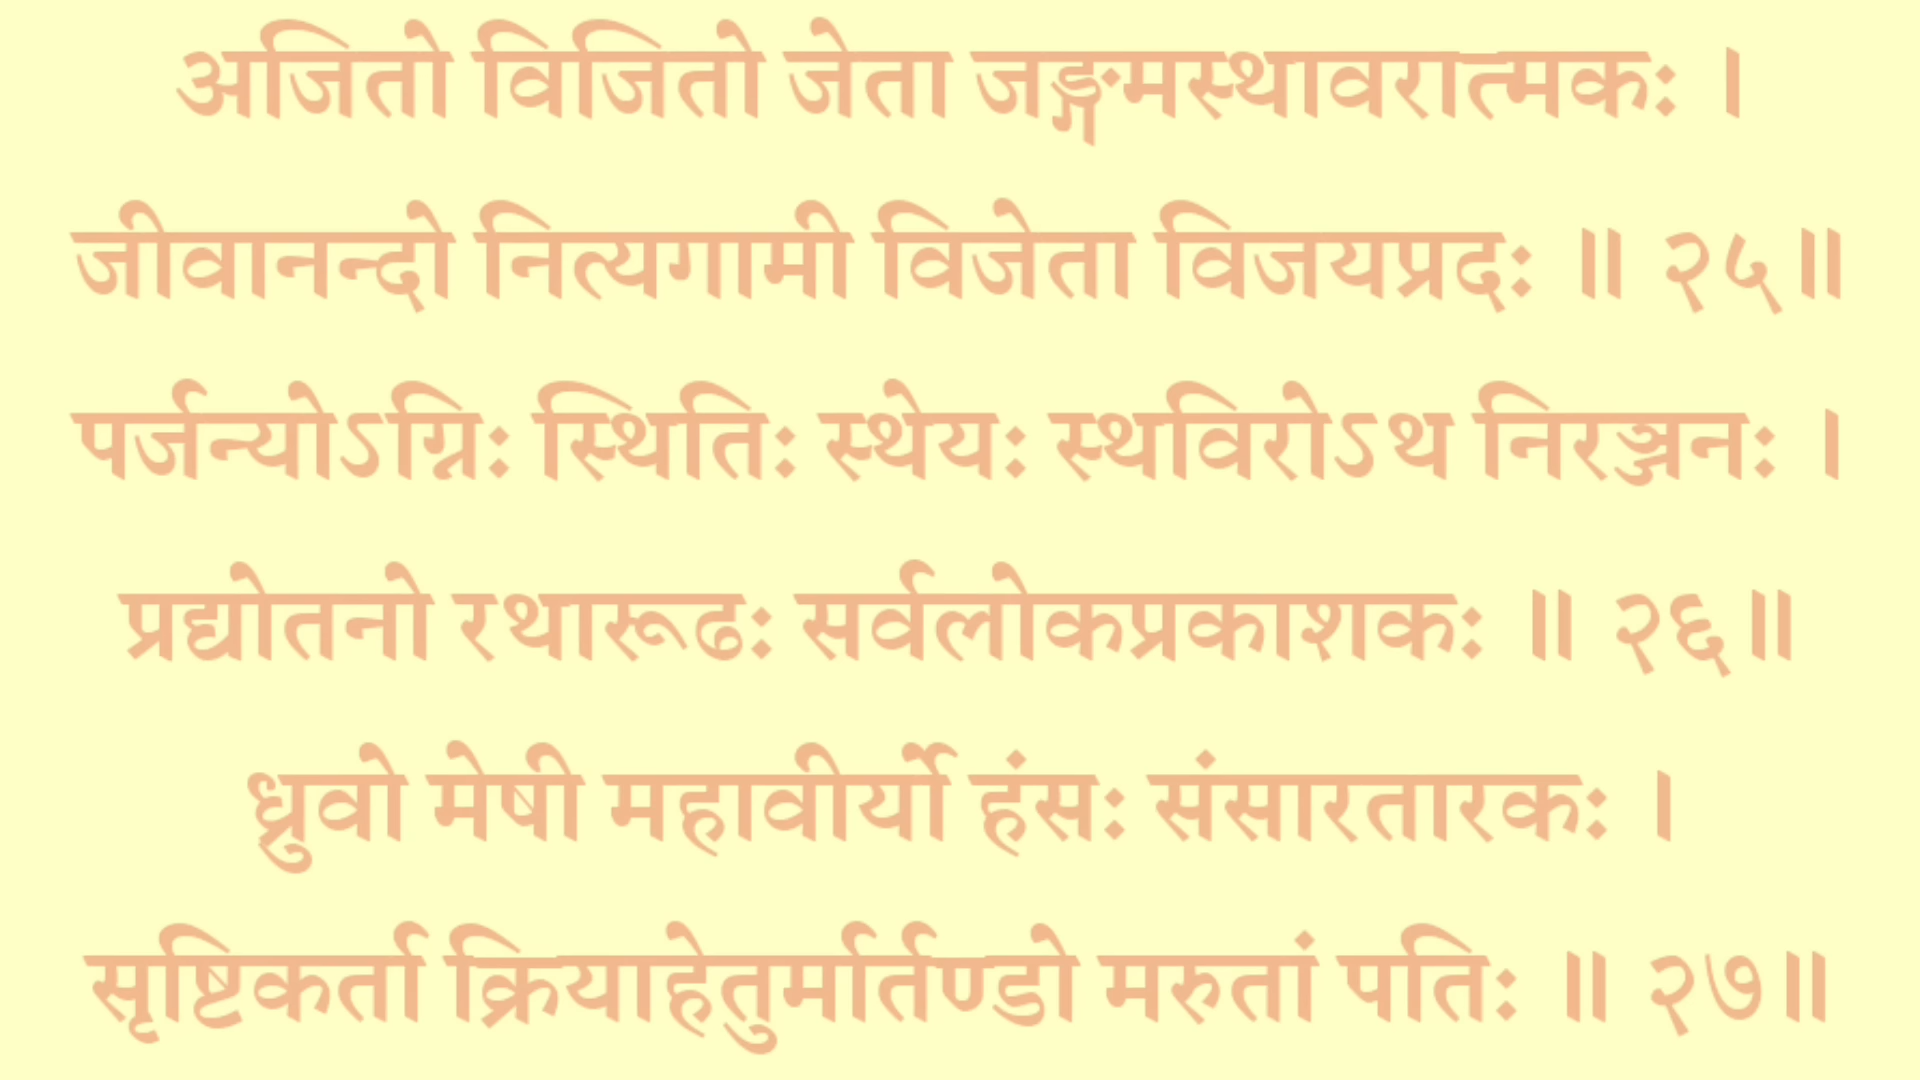 अजितो विजितो जेता जङ्गमस्थावरात्मकः ।
जीवानन्दो नित्यगामी विजेता विजयप्रदः ॥ २५॥
पर्जन्योऽग्निः स्थितिः स्थेयः स्थविरोऽथ निरञ्जनः ।
प्रद्योतनो रथारूढः सर्वलोकप्रकाशकः ॥ २६॥
ध्रुवो मेषी महावीर्यो हंसः संसारतारकः ।
सृष्टिकर्ता क्रियाहेतुर्मार्तण्डो मरुतां पतिः ॥ २७॥